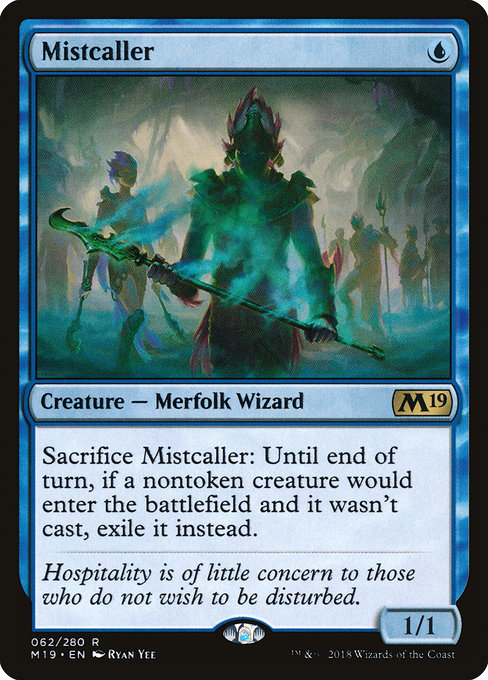 Mistcaller
Creature — Merfolk Wizard
M19
Sacrifice Mistcaller: Until end of
turn, if a nontoken creature would
enter the battlefield and it wasn't
cast, exile it instead.
Hospitality is of little concern to those
who do not wish to be disturbed.
1/1
062/280 R
M19 • EN Ryan Yee
™ & © 2018 Wizards of the Coast